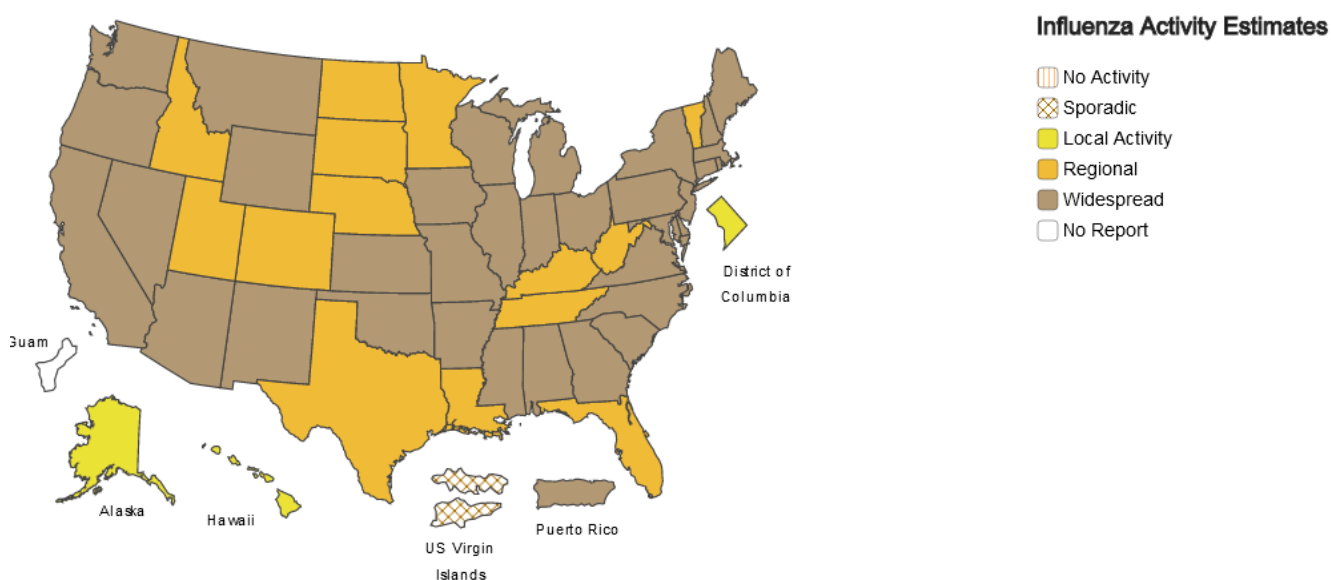 Influenza Activity Estimates
No Activity
Sporadic
Local Activity
Regional
Widespread
No Report
District of
Columbia
Guam
Alaska
Hawaii
US Virgin
Islands
Puerto Rico